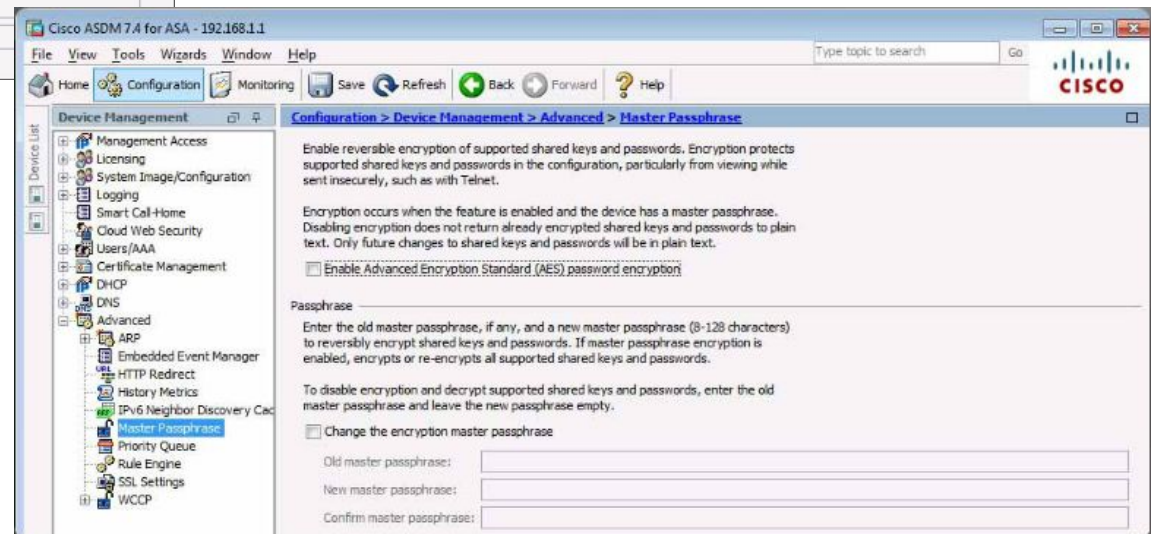 Cisco ASDM 7.4 for ASA - 192.168.1.1
File View Tools Wizards Window Help
Type topic to search Go
Home Configuration Monitoring Save Refresh Back Forward Help
CISCO
Device List
Device Management
Management Access
Licensing
System Image/Configuration
Logging
Smart Call-Home
Cloud Web Security
Users/AAA
Certificate Management
DHCP
DNS
Advanced
ARP
Embedded Event Manager
HTTP Redirect
History Metrics
IPv6 Neighbor Discovery Cac
Master Passphrase
Priority Queue
Rule Engine
SSL Settings
WCCP
Configuration > Device Management > Advanced > Master Passphrase
Enable reversible encryption of supported shared keys and passwords. Encryption protects
supported shared keys and passwords in the configuration, particularly from viewing while
sent insecurely, such as with Telnet.
Encryption occurs when the feature is enabled and the device has a master passphrase.
Disabling encryption does not return already encrypted shared keys and passwords to plain
text. Only future changes to shared keys and passwords will be in plain text.
Enable Advanced Encryption Standard (AES) password encryption
Passphrase
Enter the old master passphrase, if any, and a new master passphrase (8-128 characters)
to reversibly encrypt shared keys and passwords. If master passphrase encryption is
enabled, encrypts or re-encrypts all supported shared keys and passwords.
To disable encryption and decrypt supported shared keys and passwords, enter the old
master passphrase and leave the new passphrase empty.
Change the encryption master passphrase
Old master passphrase:
New master passphrase:
Confirm master passphrase: